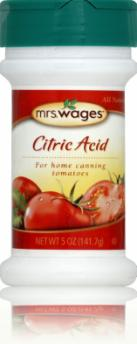 mrs. wages
All Natural
Citric Acid
For home canning
tomatoes
NET WT 5 OZ (141.7g)